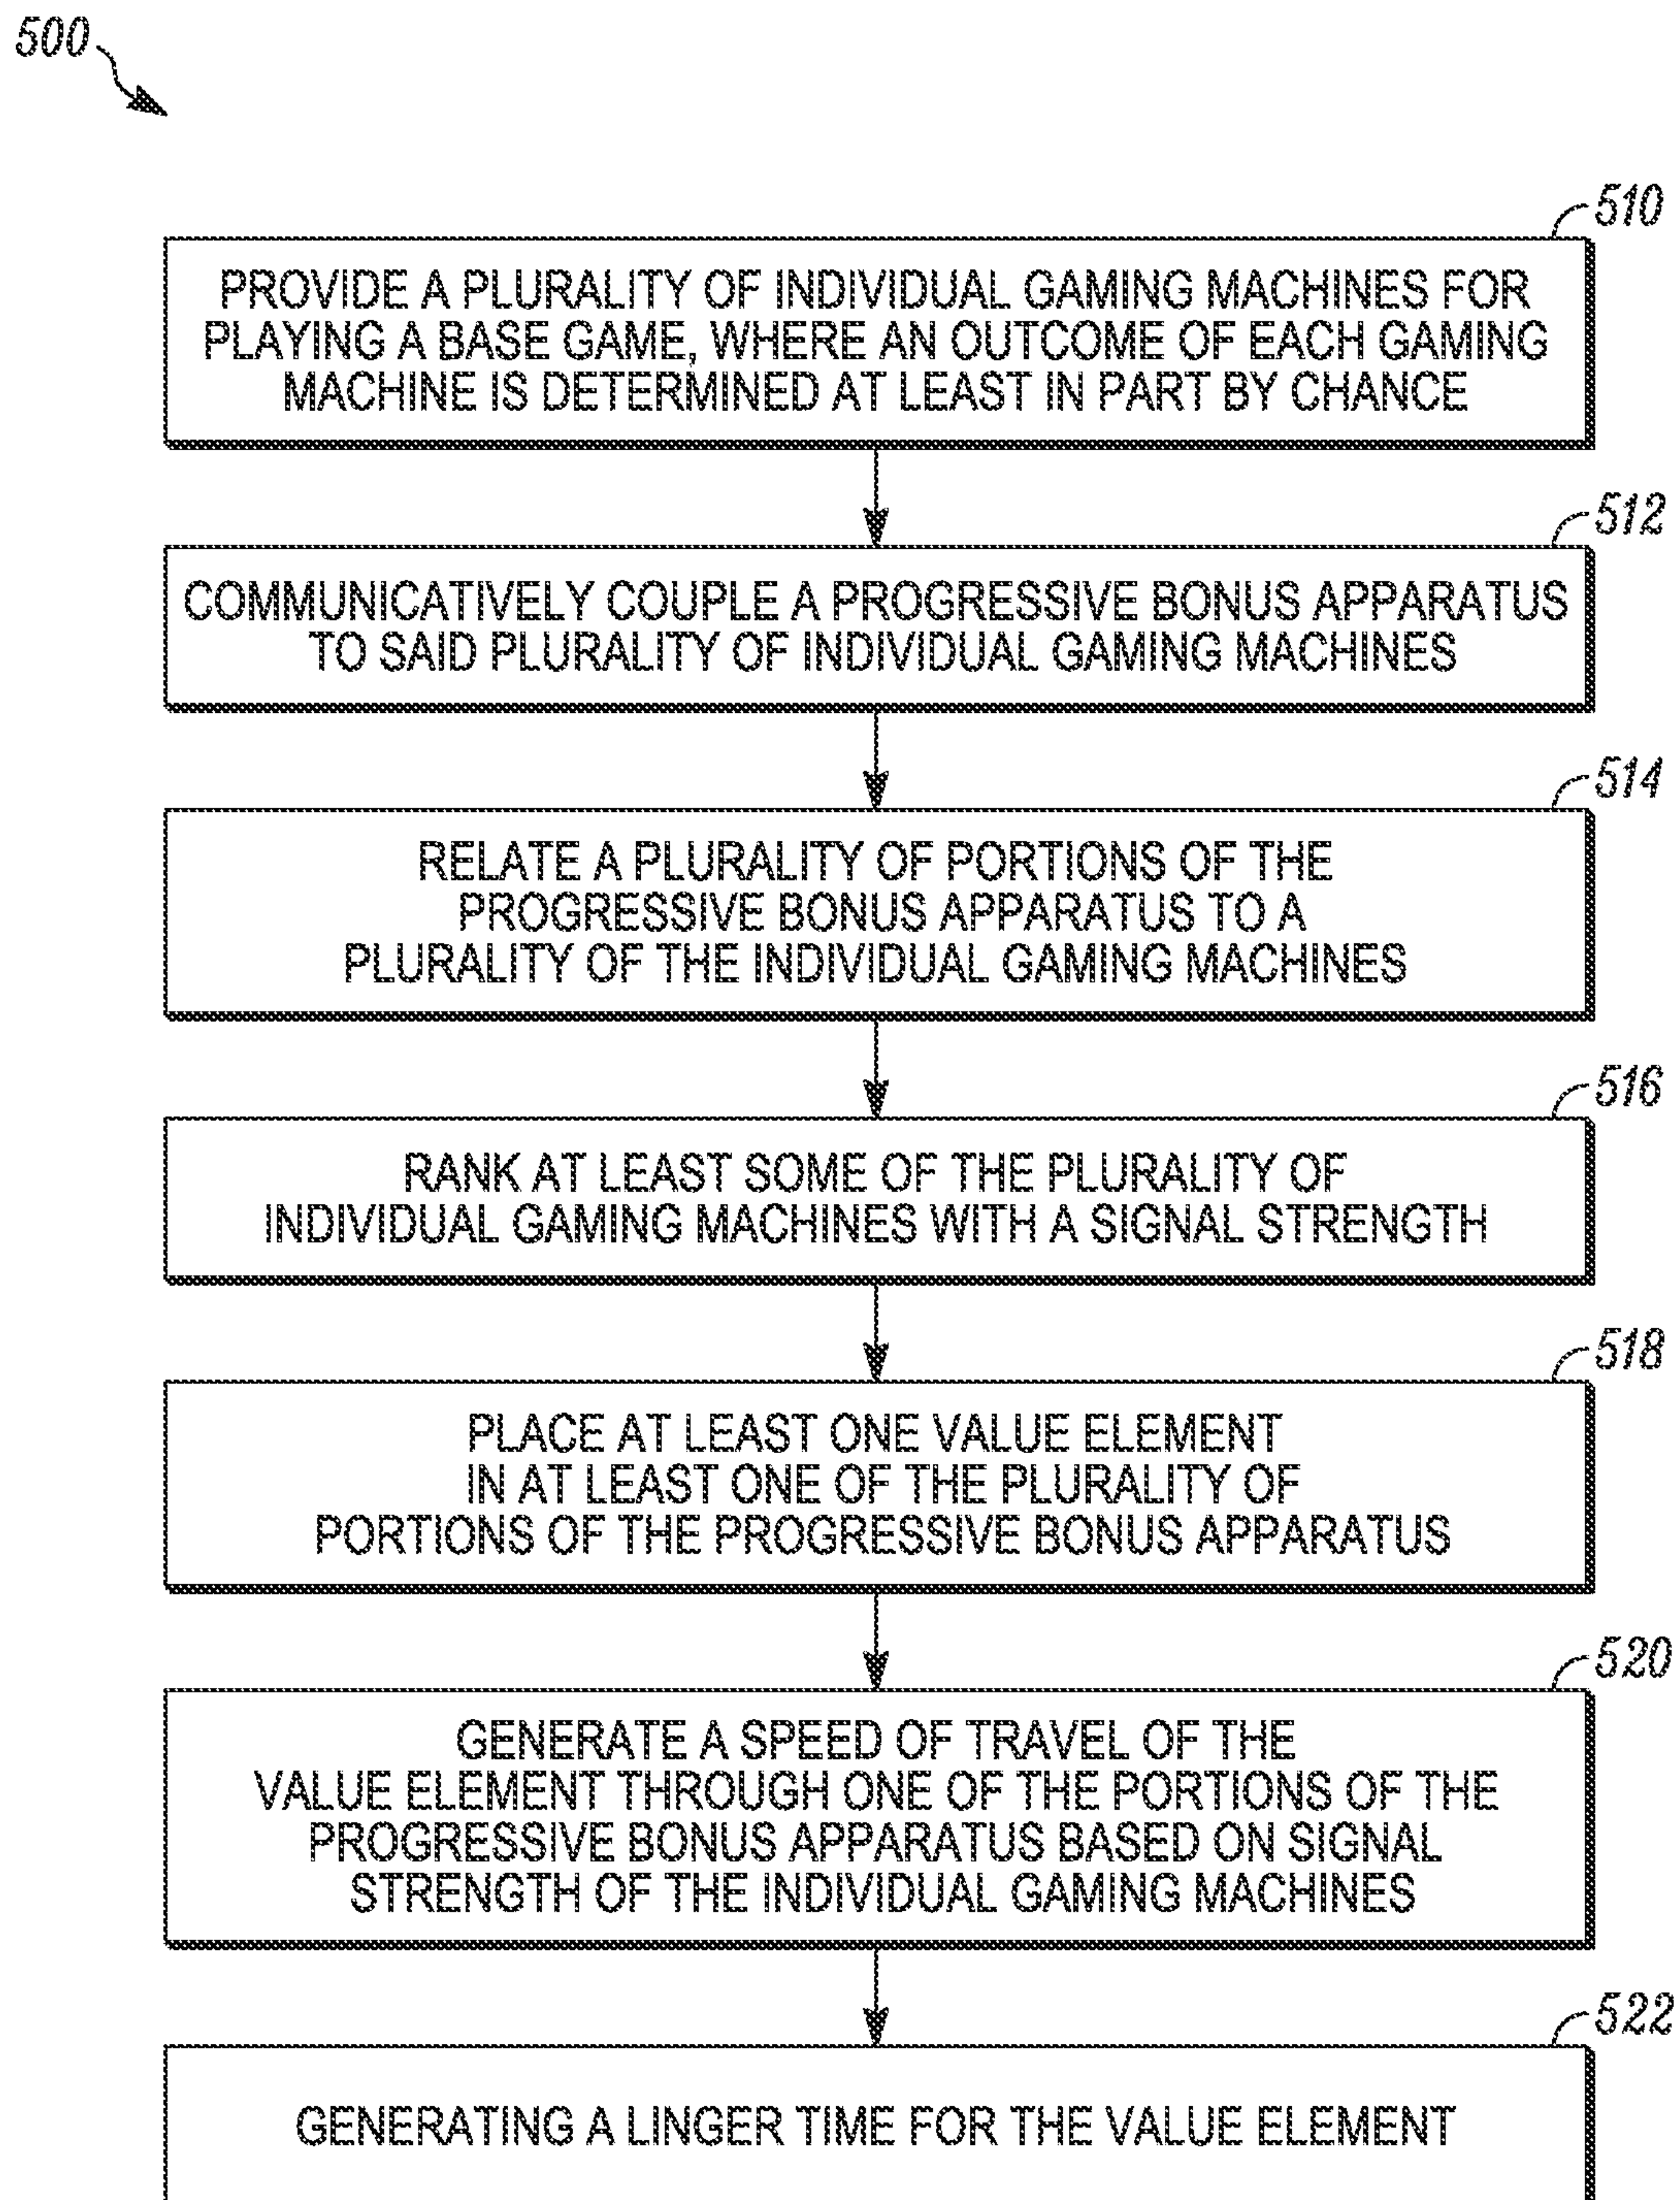 500
510
PROVIDE A PLURALITY OF INDIVIDUAL GAMING MACHINES FOR
PLAYING A BASE GAME, WHERE AN OUTCOME OF EACH GAMING
MACHINE IS DETERMINED AT LEAST IN PART BY CHANCE
512
COMMUNICATIVELY COUPLE A PROGRESSIVE BONUS APPARATUS
TO SAID PLURALITY OF INDIVIDUAL GAMING MACHINES
514
RELATE A PLURALITY OF PORTIONS OF THE
PROGRESSIVE BONUS APPARATUS TO A
PLURALITY OF THE INDIVIDUAL GAMING MACHINES
516
RANK AT LEAST SOME OF THE PLURALITY OF
INDIVIDUAL GAMING MACHINES WITH A SIGNAL STRENGTH
518
PLACE AT LEAST ONE VALUE ELEMENT
IN AT LEAST ONE OF THE PLURALITY OF
PORTIONS OF THE PROGRESSIVE BONUS APPARATUS
520
GENERATE A SPEED OF TRAVEL OF THE
VALUE ELEMENT THROUGH ONE OF THE PORTIONS OF THE
PROGRESSIVE BONUS APPARATUS BASED ON SIGNAL
STRENGTH OF THE INDIVIDUAL GAMING MACHINES
522
GENERATING A LINGER TIME FOR THE VALUE ELEMENT